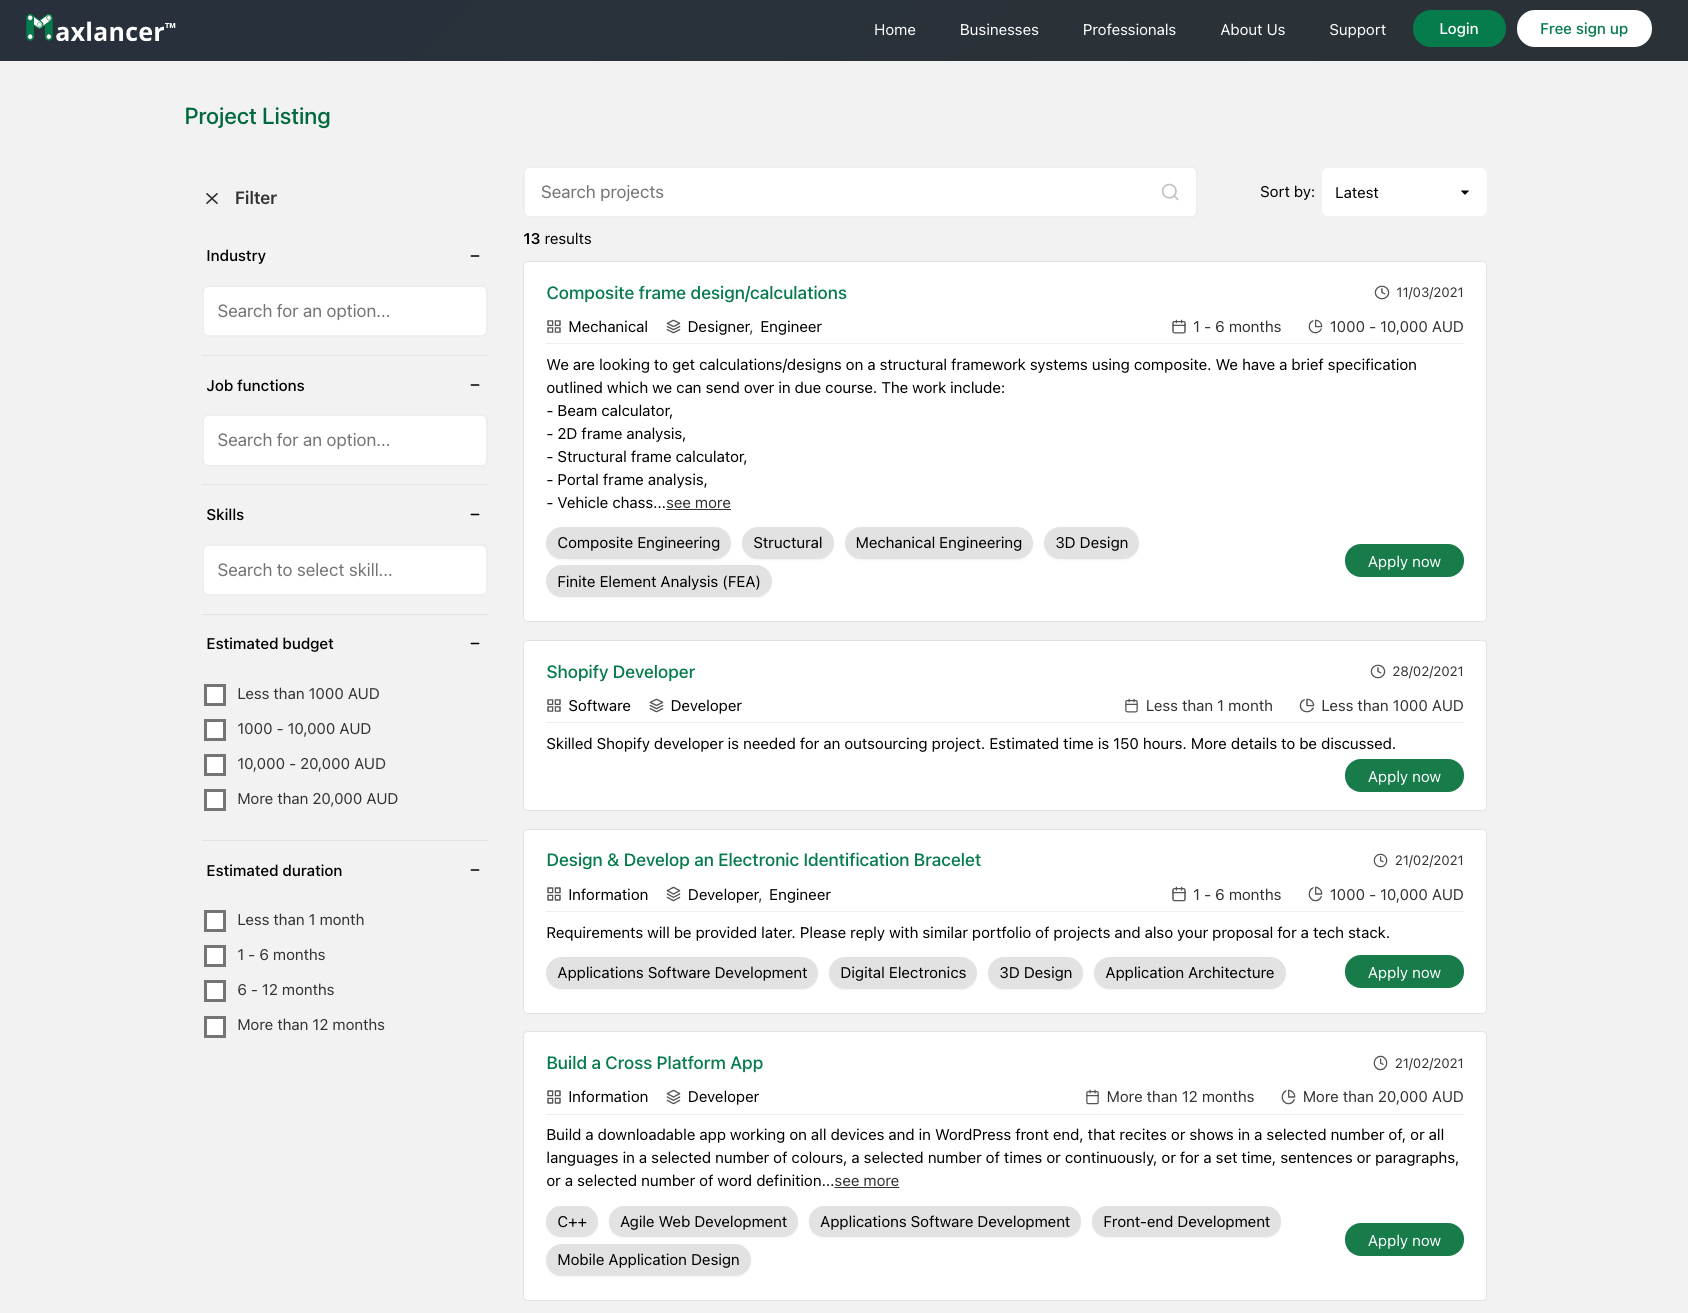 Maxlancer™
Home Businesses Professionals About Us Support Login Free sign up
Project Listing
Filter
Industry
Search for an option...
Job functions
Search for an option...
Skills
Search to select skill...
Estimated budget
Less than 1000 AUD
1000 - 10,000 AUD
10,000 - 20,000 AUD
More than 20,000 AUD
Estimated duration
Less than 1 month
1 - 6 months
6 - 12 months
More than 12 months
Search projects
Sort by: Latest
13 results
Composite frame design/calculations 11/03/2021
Mechanical Designer, Engineer 1 - 6 months 1000 - 10,000 AUD
We are looking to get calculations/designs on a structural framework systems using composite. We have a brief specification
outlined which we can send over in due course. The work include:
- Beam calculator,
- 2D frame analysis,
- Structural frame calculator,
- Portal frame analysis,
- Vehicle chass...see more
Composite Engineering Structural Mechanical Engineering 3D Design
Finite Element Analysis (FEA)
Apply now
Shopify Developer 28/02/2021
Software Developer Less than 1 month Less than 1000 AUD
Skilled Shopify developer is needed for an outsourcing project. Estimated time is 150 hours. More details to be discussed.
Apply now
Design & Develop an Electronic Identification Bracelet 21/02/2021
Information Developer, Engineer 1 - 6 months 1000 - 10,000 AUD
Requirements will be provided later. Please reply with similar portfolio of projects and also your proposal for a tech stack.
Applications Software Development Digital Electronics 3D Design Application Architecture Apply now
Build a Cross Platform App 21/02/2021
Information Developer More than 12 months More than 20,000 AUD
Build a downloadable app working on all devices and in WordPress front end, that recites or shows in a selected number of, or all
languages in a selected number of colours, a selected number of times or continuously, or for a set time, sentences or paragraphs,
or a selected number of word definition...see more
C++ Agile Web Development Applications Software Development Front-end Development
Mobile Application Design
Apply now